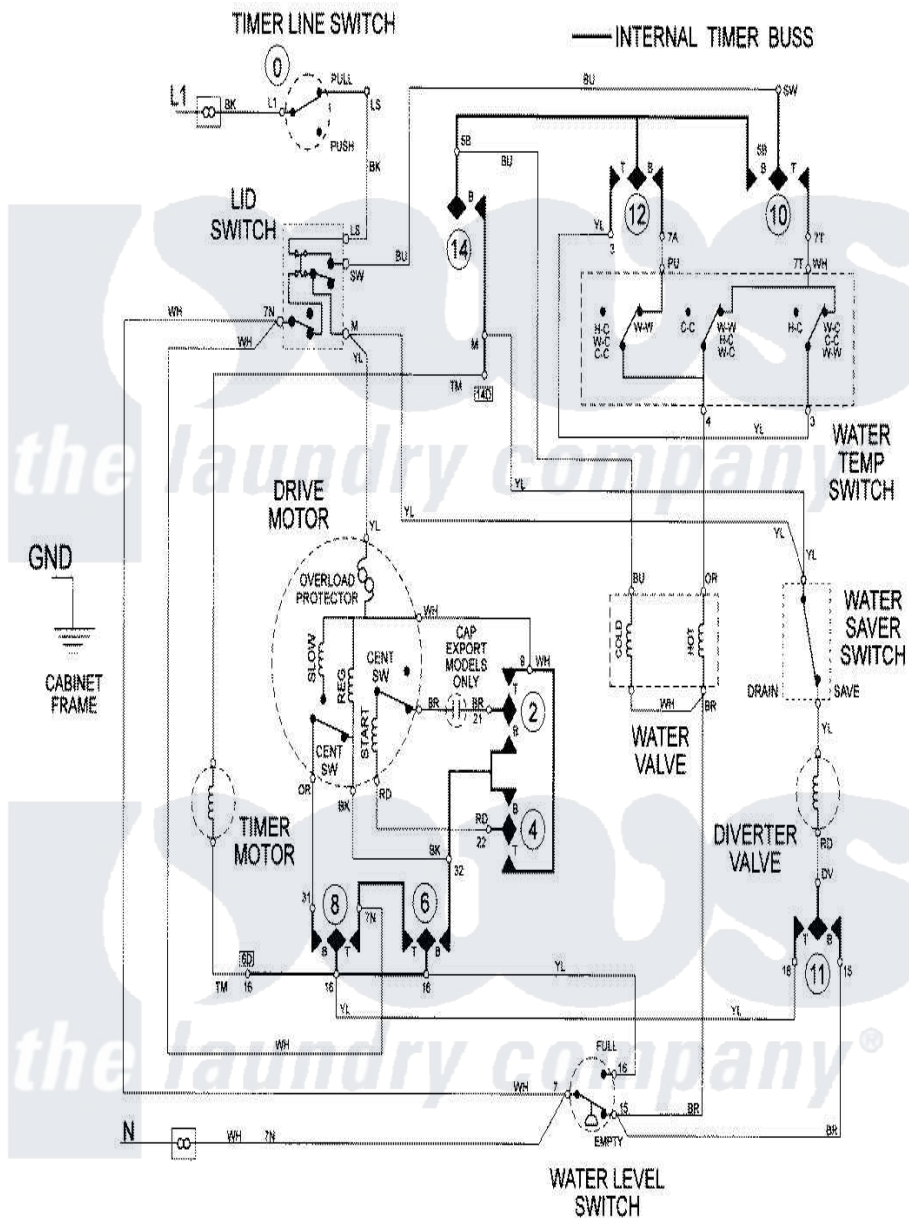 TIMER LINE SWITCH
INTERNAL TIMER BUSS
0
PULL
L1
BK
L1
LS
PUSH
BK
BU
SW
5B
BU
B
T
B
5B
B
T
LID
SWITCH
LS
SW
BU
14
12
10
YL
3
7A
PU
7T
7T
WH
WH
7N
WH
M
YL
H-C
W-C
C-C
W-W
C-C
W-W
H-C
W-C
H-C
W-C
C-C
W-W
M
TM
14D
4
YL
3
WATER
TEMP
SWITCH
the laundry company
DRIVE
MOTOR
YL
YL
YL
YL
YL
GND
CABINET
FRAME
OVERLOAD
PROTECTOR
WH
SLOW
REG
START
CENT
SW
CENT
SW
CAP
EXPORT
MODELS
ONLY
BR
BR
21
WH
T
2
B
B
4
T
BU
OR
COLD
HOT
WH
BR
WATER
VALVE
WATER
SAVER
SWITCH
DRAIN
SAVE
YL
OR
BK
RD
RD
22
TIMER
MOTOR
BK
32
DIVERTER
VALVE
RD
DV
31
8
7N
6
B
T
T
B
6D
TM
16
16
16
YL
YL
T
B
11
15
WH
the laundry company®
FULL
16
WH
7
15
BR
BR
EMPTY
N
WH
7N
WATER LEVEL
SWITCH